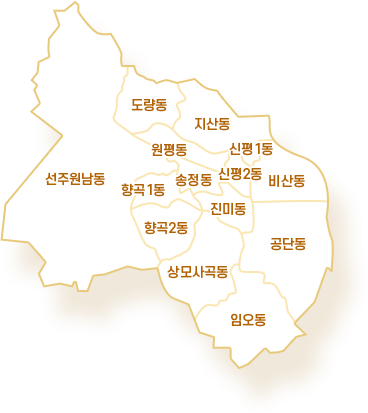 도량동
지산동
원평동
신평1동
선주원남동
향곡1동
송정동
신평2동
비산동
진미동
향곡2동
공단동
상모사곡동
임오동